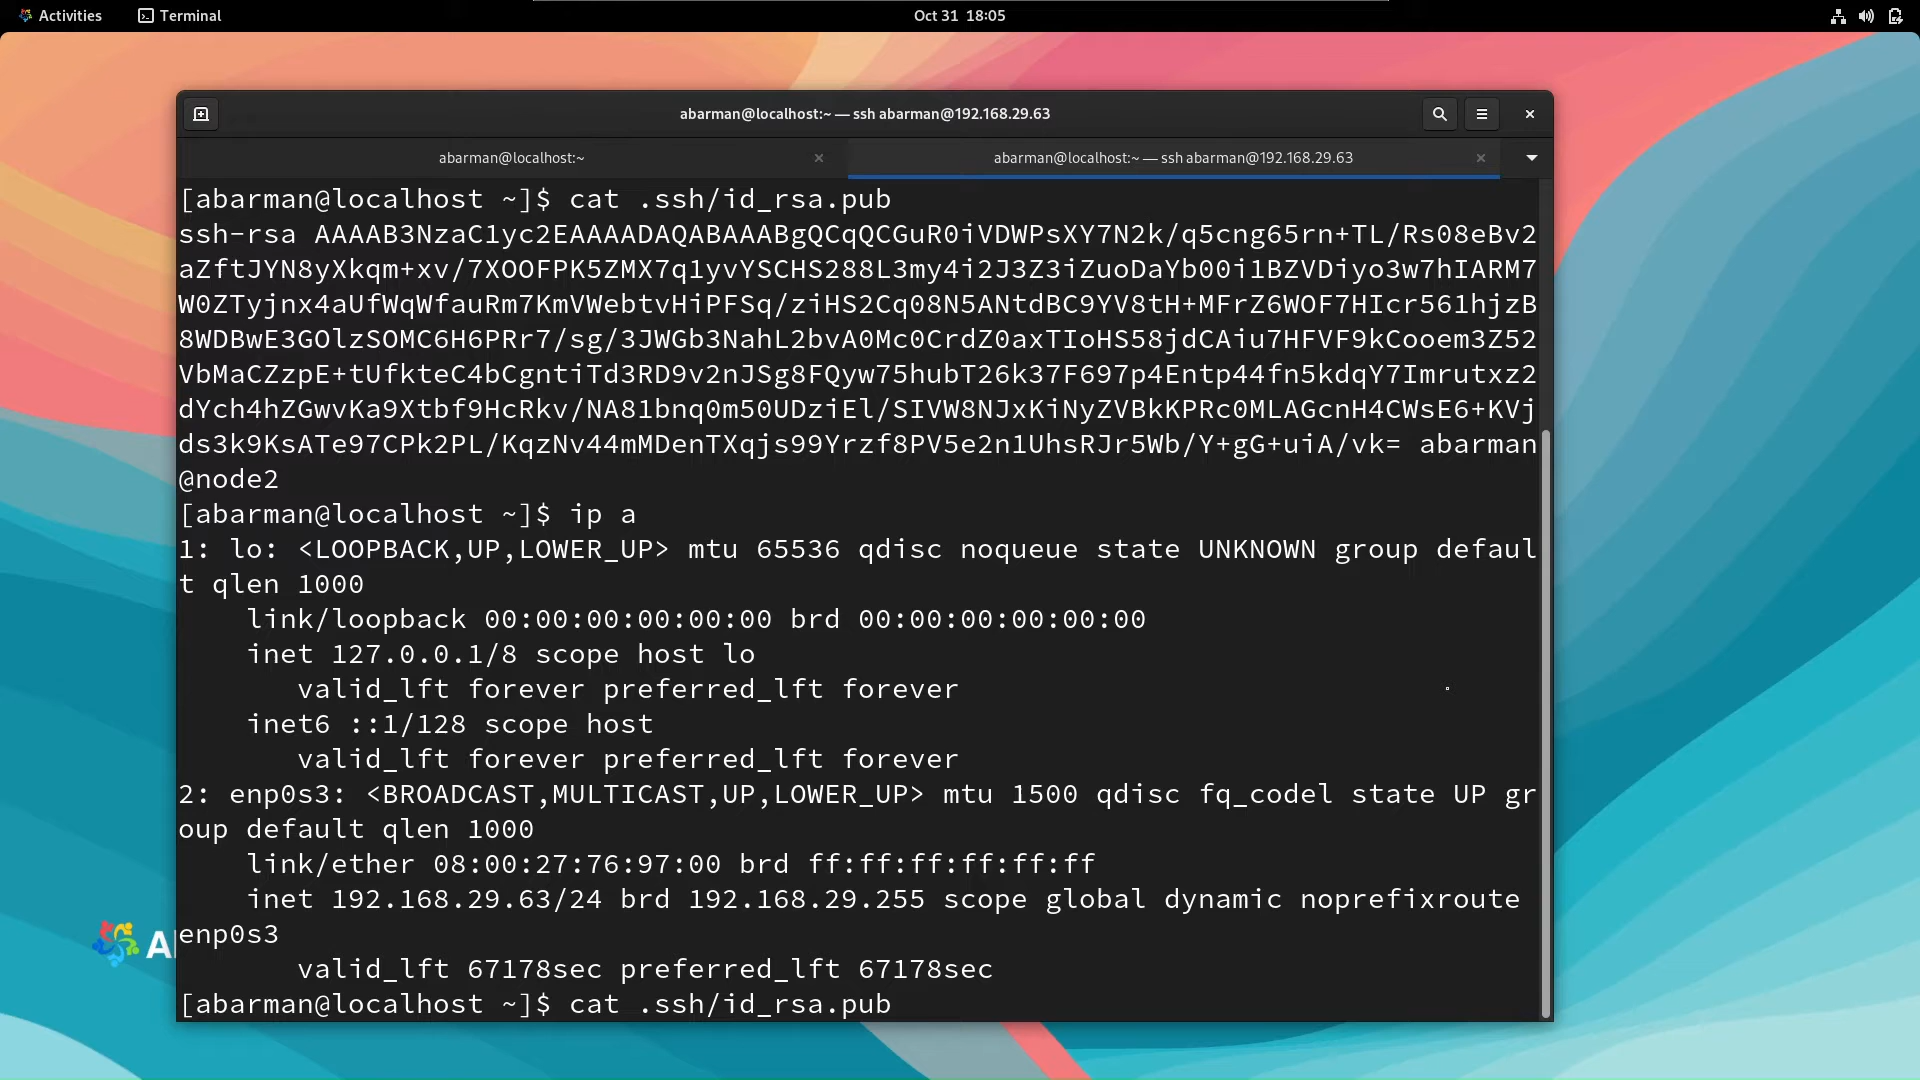 Activities
Terminal
Oct 31 18:05
abarman@localhost:~ — ssh abarman@192.168.29.63
abarman@localhost:~
abarman@localhost:~ — ssh abarman@192.168.29.63
[abarman@localhost ~]$ cat .ssh/id_rsa.pub
ssh-rsa AAAAB3NzaC1yc2EAAAADAQABAAABgQCqQCGuR0iVDWPsXY7N2k/q5cng65rn+TL/Rs08eBv2
aZftJYN8yXkqm+xv/7XOOFPK5ZMX7q1yvYSCHS288L3my4i2J3Z3iZuoDaYb00i1BZVDiyo3w7hIARM7
W0ZTyjnx4aUfWqWfauRm7KmVWebtvHiPFSq/ziHS2Cq08N5ANtdBC9YV8tH+MFrZ6WOF7HIcr561hjzB
8WDBwE3GOlzSOMC6H6PRr7/sg/3JWGb3NahL2bvA0Mc0CrdZ0axTIoHS58jdCAiu7HFVF9kCooem3Z52
VbMaCZzpE+tUfkteC4bCgntiTd3RD9v2nJSg8FQyw75hubT26k37F697p4Entp44fn5kdqY7Imrutxz2
dYch4hZGwvKa9Xtbf9HcRkv/NA81bnq0m50UDziEl/SIVW8NJxKiNyZVBkKPRc0MLAGcnH4CWsE6+KVj
ds3k9KsATe97CPk2PL/KqzNv44mMDenTXqjs99Yrzf8PV5e2n1UhsRJr5Wb/Y+gG+uiA/vk= abarman
@node2
[abarman@localhost ~]$ ip a
1: lo: <LOOPBACK,UP,LOWER_UP> mtu 65536 qdisc noqueue state UNKNOWN group defaul
t qlen 1000
link/loopback 00:00:00:00:00:00 brd 00:00:00:00:00:00
inet 127.0.0.1/8 scope host lo
valid_lft forever preferred_lft forever
inet6 ::1/128 scope host
valid_lft forever preferred_lft forever
2: enp0s3: <BROADCAST,MULTICAST,UP,LOWER_UP> mtu 1500 qdisc fq_codel state UP gr
oup default qlen 1000
link/ether 08:00:27:76:97:00 brd ff:ff:ff:ff:ff:ff
inet 192.168.29.63/24 brd 192.168.29.255 scope global dynamic noprefixroute
enp0s3
valid_lft 67178sec preferred_lft 67178sec
[abarman@localhost ~]$ cat .ssh/id_rsa.pub